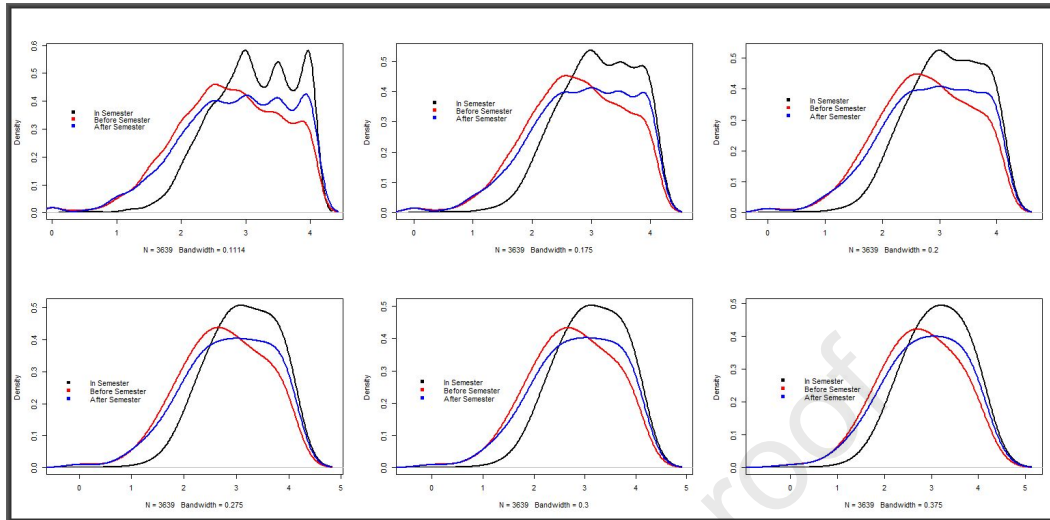 0.6
0.5
0.4
0.3
0.2
0.1
0.0
Density
In Semester
Before Semester
After Semester
0 1 2 3 4
N = 3639 Bandwidth = 0.1114
0.5
0.4
0.3
0.2
0.1
0.0
Density
In Semester
Before Semester
After Semester
0 1 2 3 4
N = 3639 Bandwidth = 0.175
0.5
0.4
0.3
0.2
0.1
0.0
Density
In Semester
Before Semester
After Semester
0 1 2 3 4
N = 3639 Bandwidth = 0.2
0.5
0.4
0.3
0.2
0.1
0.0
Density
In Semester
Before Semester
After Semester
0 1 2 3 4 5
N = 3639 Bandwidth = 0.275
0.5
0.4
0.3
0.2
0.1
0.0
Density
In Semester
Before Semester
After Semester
0 1 2 3 4 5
N = 3639 Bandwidth = 0.3
0.5
0.4
0.3
0.2
0.1
0.0
Density
In Semester
Before Semester
After Semester
0 1 2 3 4 5
N = 3639 Bandwidth = 0.375
roof